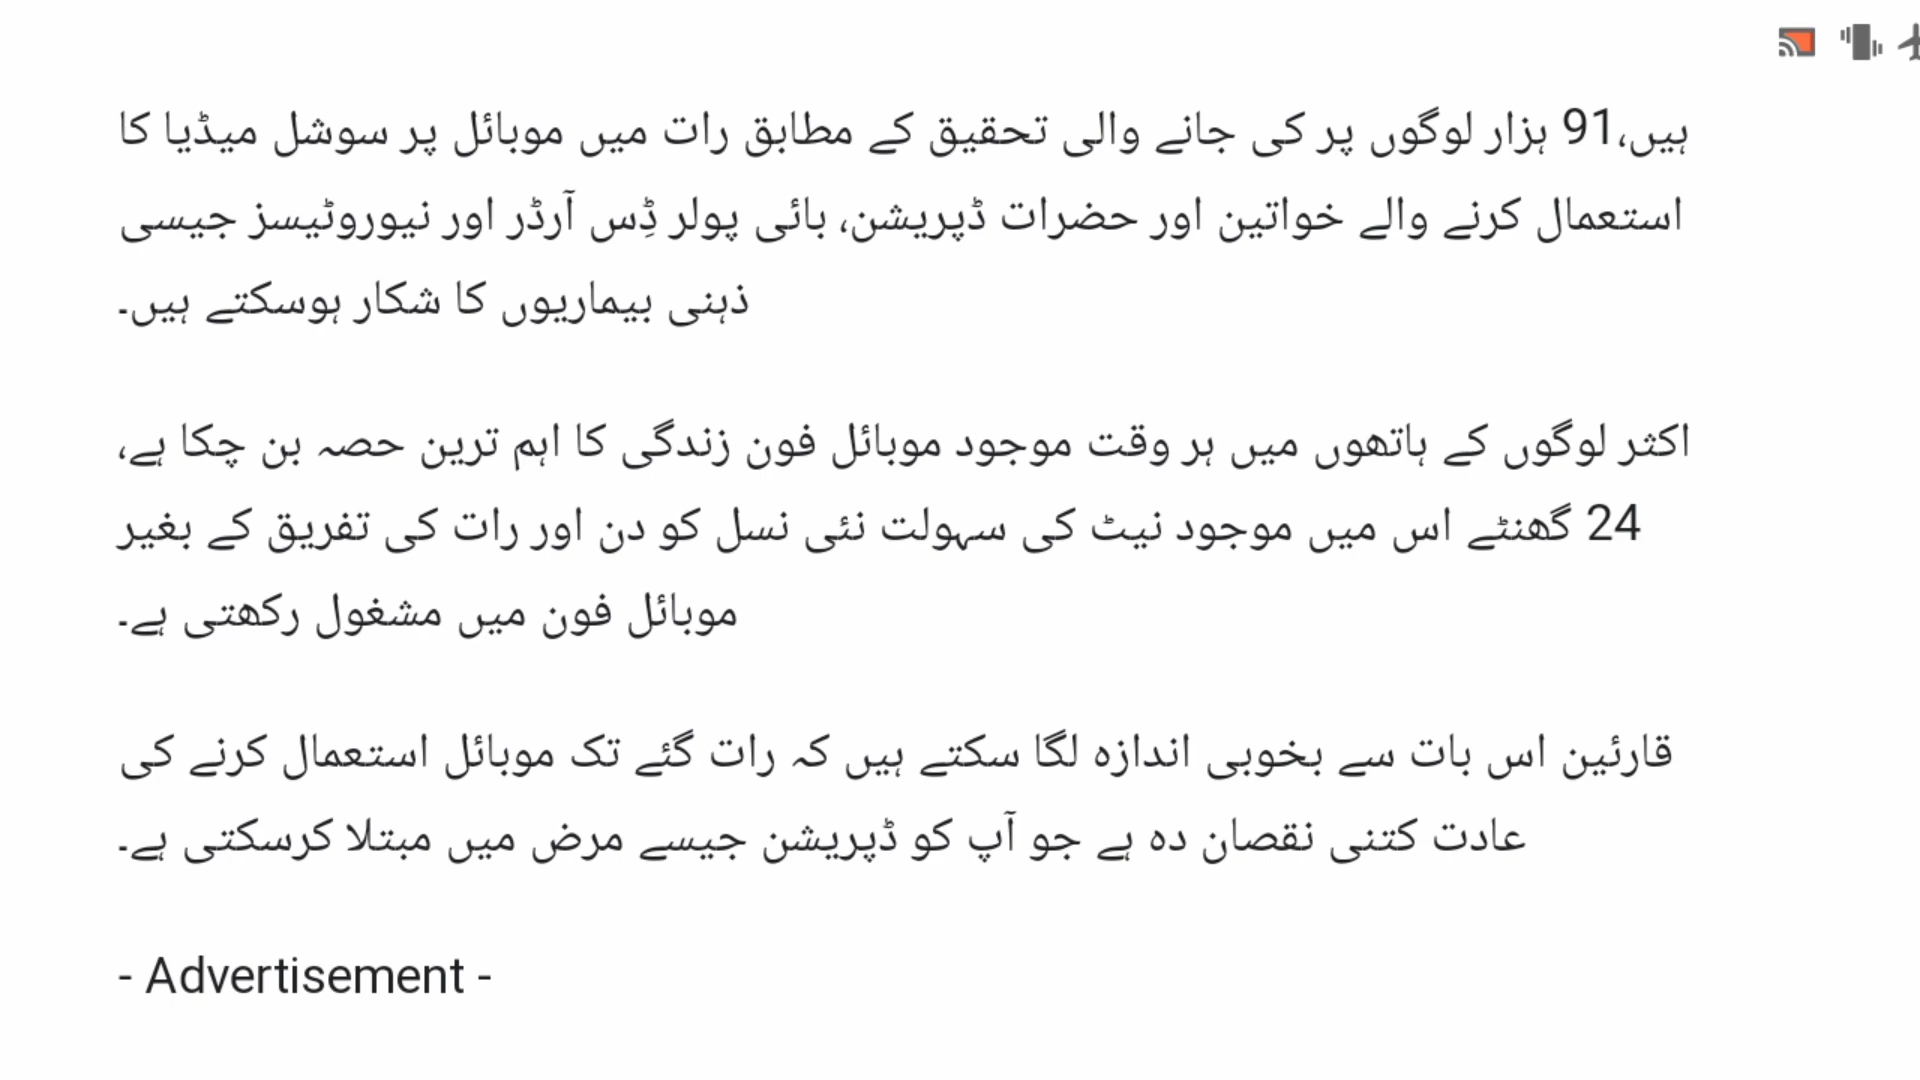 ہیں،91 ہزار لوگوں پر کی جانے والی تحقیق کے مطابق رات میں موبائل پر سوشل میڈیا کا
استعمال کرنے والے خواتین اور حضرات ڈپریشن، بائی پولر ڈِس آرڈر اور نیوروٹیسز جیسی
ذہنی بیماریوں کا شکار ہوسکتے ہیں۔
اکثر لوگوں کے ہاتھوں میں ہر وقت موجود موبائل فون زندگی کا اہم ترین حصہ بن چکا ہے،
24 گھنٹے اس میں موجود نیٹ کی سہولت نئی نسل کو دن اور رات کی تفریق کے بغیر
موبائل فون میں مشغول رکھتی ہے۔
قارئین اس بات سے بخوبی اندازہ لگا سکتے ہیں کہ رات گئے تک موبائل استعمال کرنے کی
عادت کتنی نقصان دہ ہے جو آپ کو ڈپریشن جیسے مرض میں مبتلا کرسکتی ہے۔
- Advertisement -